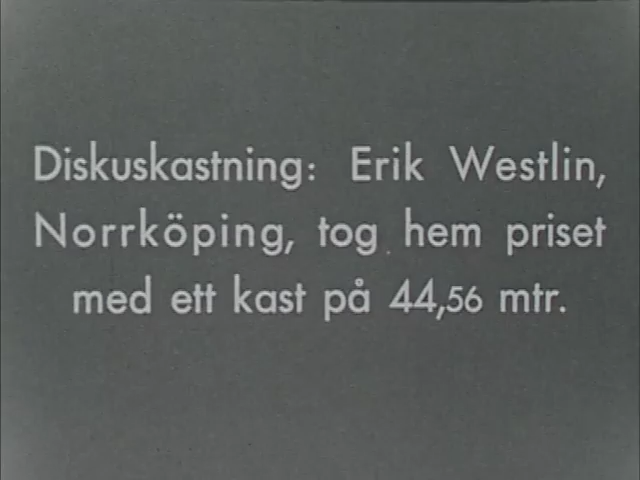 Diskuskastning: Erik Westlin,
Norrköping, tog hem priset
med ett kast på 44,56 mtr.